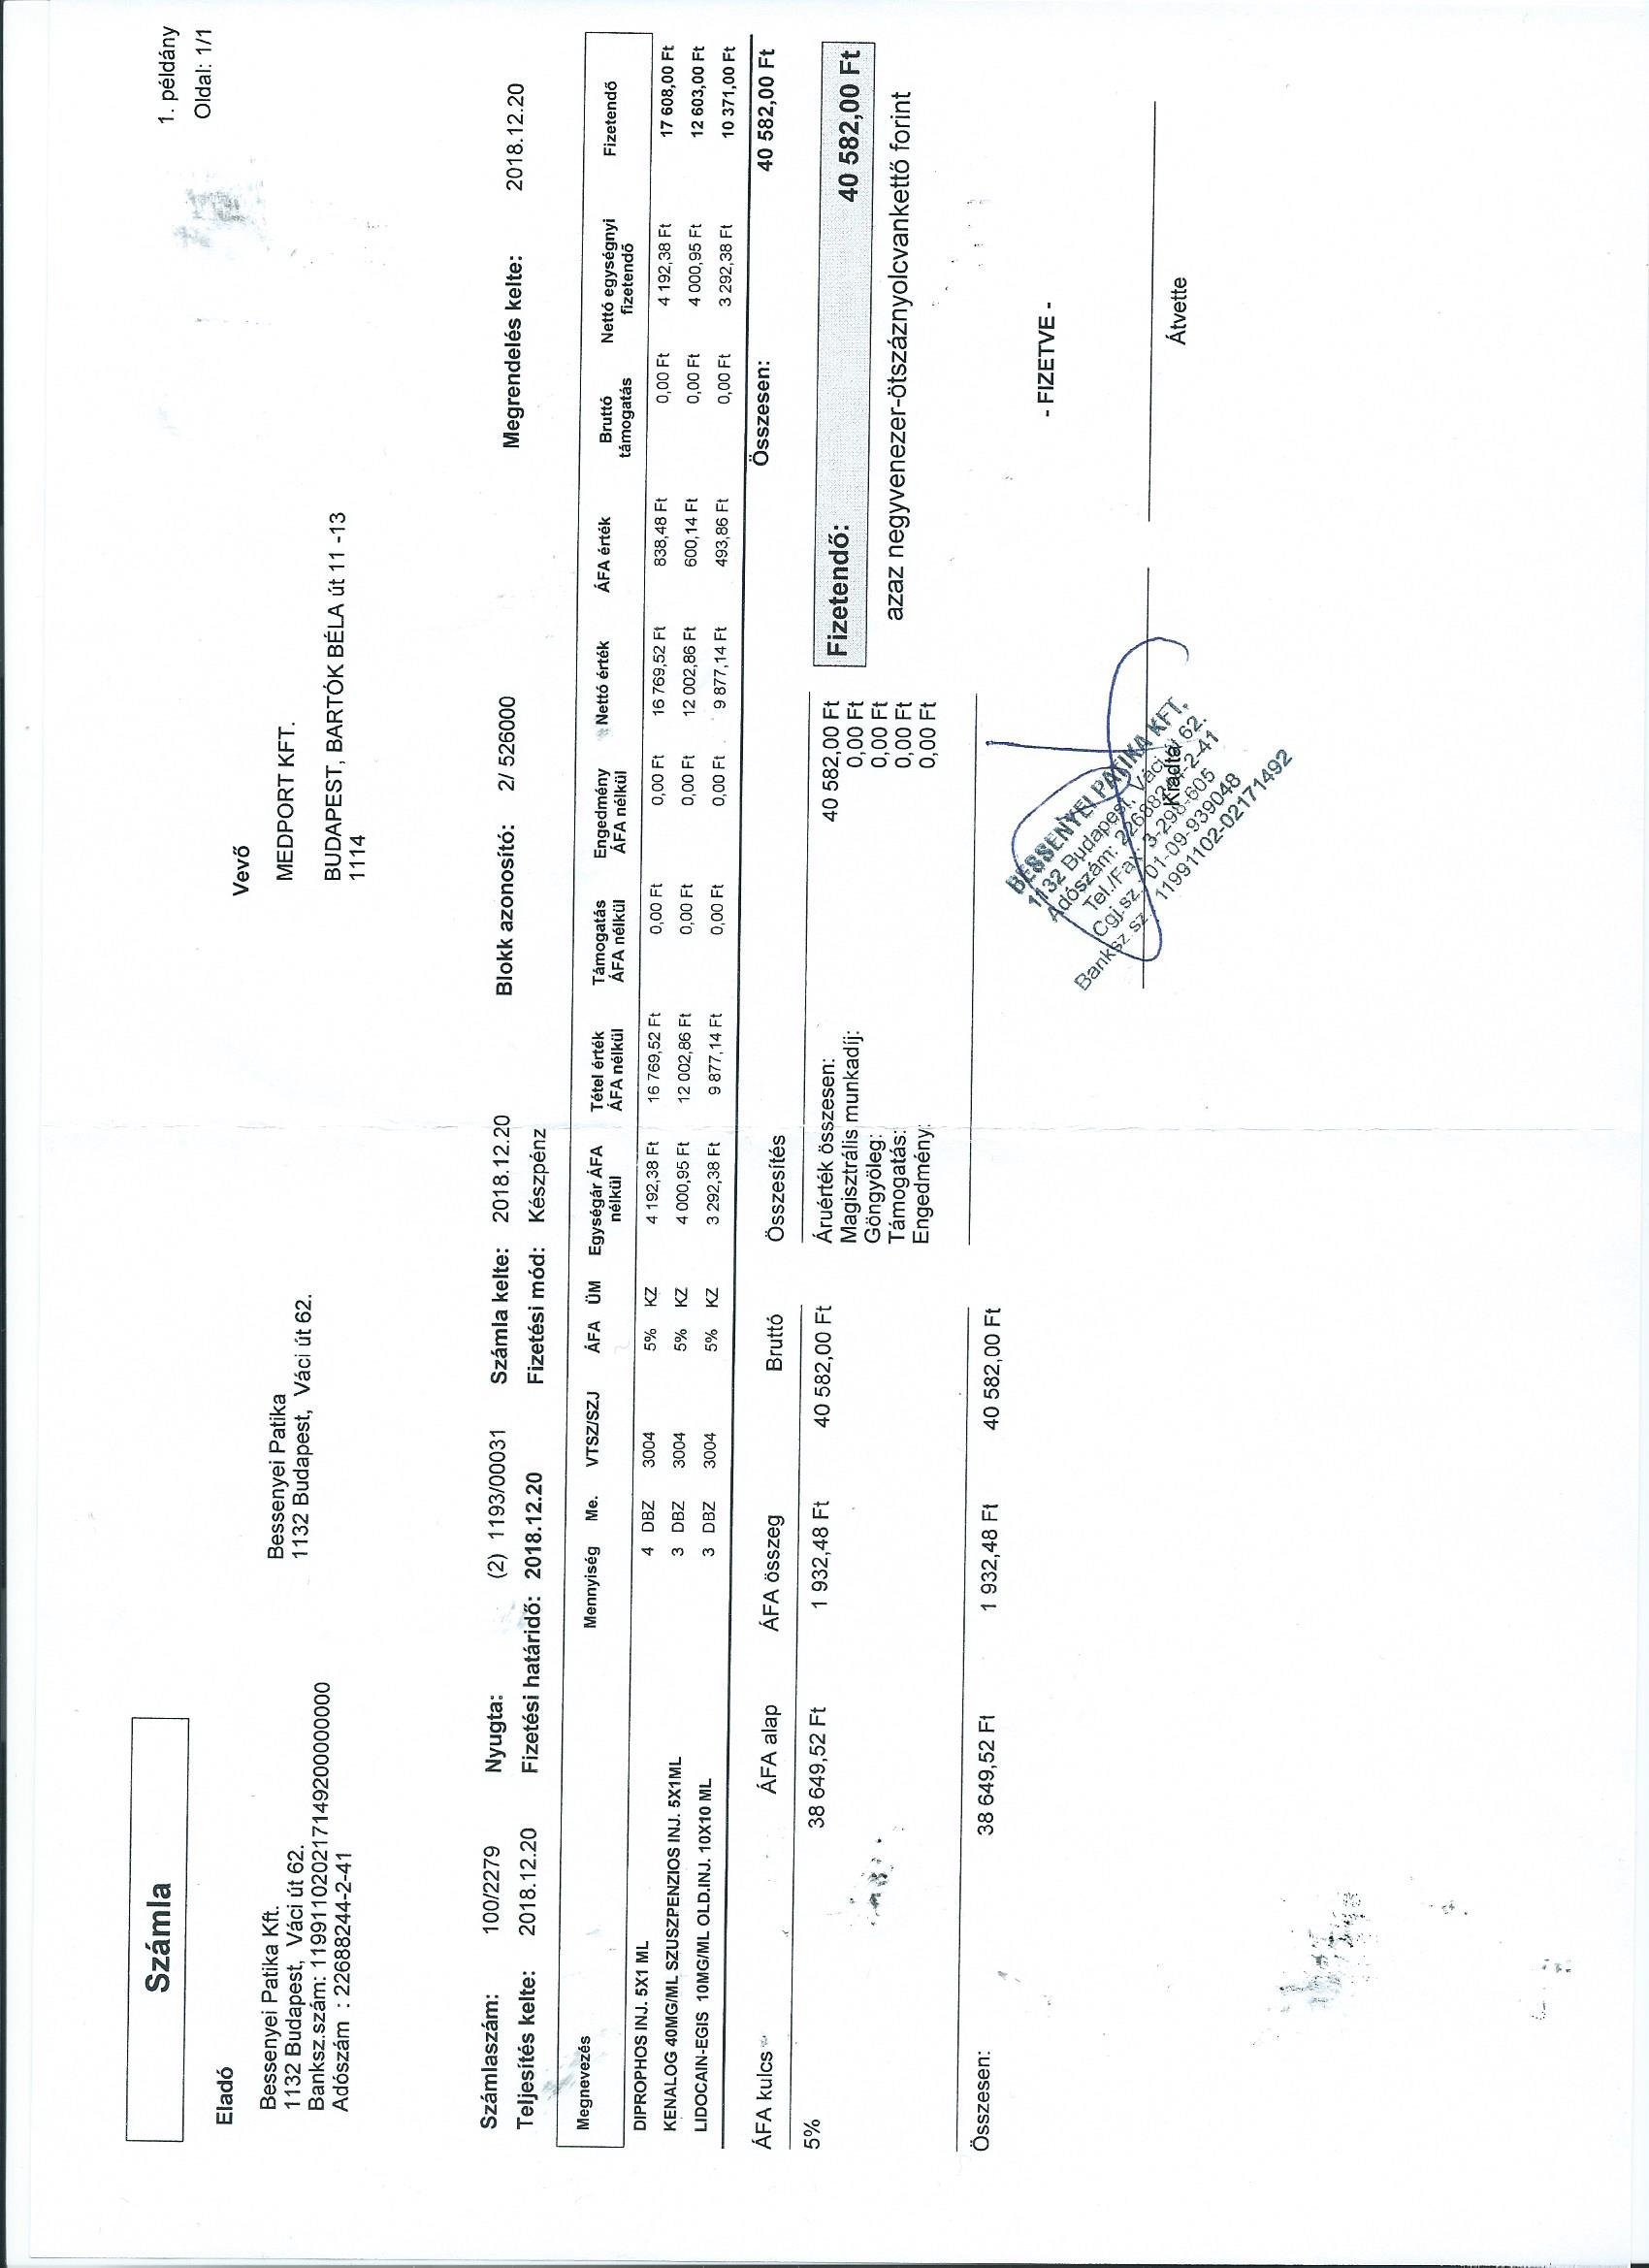 1. példány
Oldal: 1/1
Számla
Eladó
Bessenyei Patika Kft.
1132 Budapest, Váci út 62.
Banksz.szám: 119911020217149200000000
Adószám : 22688244-2-41
Bessenyei Patika
1132 Budapest, Váci út 62.
Vevő
MEDPORT KFT.
BUDAPEST, BARTÓK BÉLA út 11 -13
1114
Számlaszám: 100/2279 Nyugta: (2) 1193/00031 Számla kelte: 2018.12.20 Blokk azonosító: 2/ 526000 Megrendelés kelte: 2018.12.20
Teljesítés kelte: 2018.12.20 Fizetési határidő: 2018.12.20 Fizetési mód: Készpénz
Megnevezés Mennyiség Me. VTSZ/SZJ ÁFA ÜM Egységár ÁFA nélkül Tétel érték ÁFA nélkül Támogatás ÁFA nélkül Engedmény ÁFA nélkül Nettó érték ÁFA érték Bruttó támogatás Nettó egységnyi fizetendő Fizetendő
DIPROPHOS INJ. 5X1 ML 4 DBZ 3004 5% KZ 4 192,38 Ft 16 769,52 Ft 0,00 Ft 0,00 Ft 16 769,52 Ft 838,48 Ft 0,00 Ft 4 192,38 Ft 17 608,00 Ft
KENALOG 40MG/ML SZUSZPENZIOS INJ. 5X1ML 3 DBZ 3004 5% KZ 4 000,95 Ft 12 002,86 Ft 0,00 Ft 0,00 Ft 12 002,86 Ft 600,14 Ft 0,00 Ft 4 000,95 Ft 12 603,00 Ft
LIDOCAIN-EGIS 10MG/ML OLD.INJ. 10X10 ML 3 DBZ 3004 5% KZ 3 292,38 Ft 9 877,14 Ft 0,00 Ft 0,00 Ft 9 877,14 Ft 493,86 Ft 0,00 Ft 3 292,38 Ft 10 371,00 Ft
Összesen: 40 582,00 Ft
ÁFA kulcs ÁFA alap ÁFA összeg Bruttó
5% 38 649,52 Ft 1 932,48 Ft 40 582,00 Ft
Összesen: 38 649,52 Ft 1 932,48 Ft 40 582,00 Ft
Összesítés
Áruérték összesen: 40 582,00 Ft
Magisztrális munkadíj: 0,00 Ft
Göngyöleg: 0,00 Ft
Támogatás: 0,00 Ft
Engedmény: 0,00 Ft
Fizetendő: 40 582,00 Ft
azaz negyvenezer-ötszáznyolcvankettő forint
- FIZETVE -
BESSENYEI PATIKA KFT.
1132 Budapest, Váci út 62.
Adószám: 22688244-2-41
Tel./Fax: 3-298-605
Cgj.sz.: 01-09-939048
Banksz.sz.: 11991102-02171492
Kiadta
Átvette